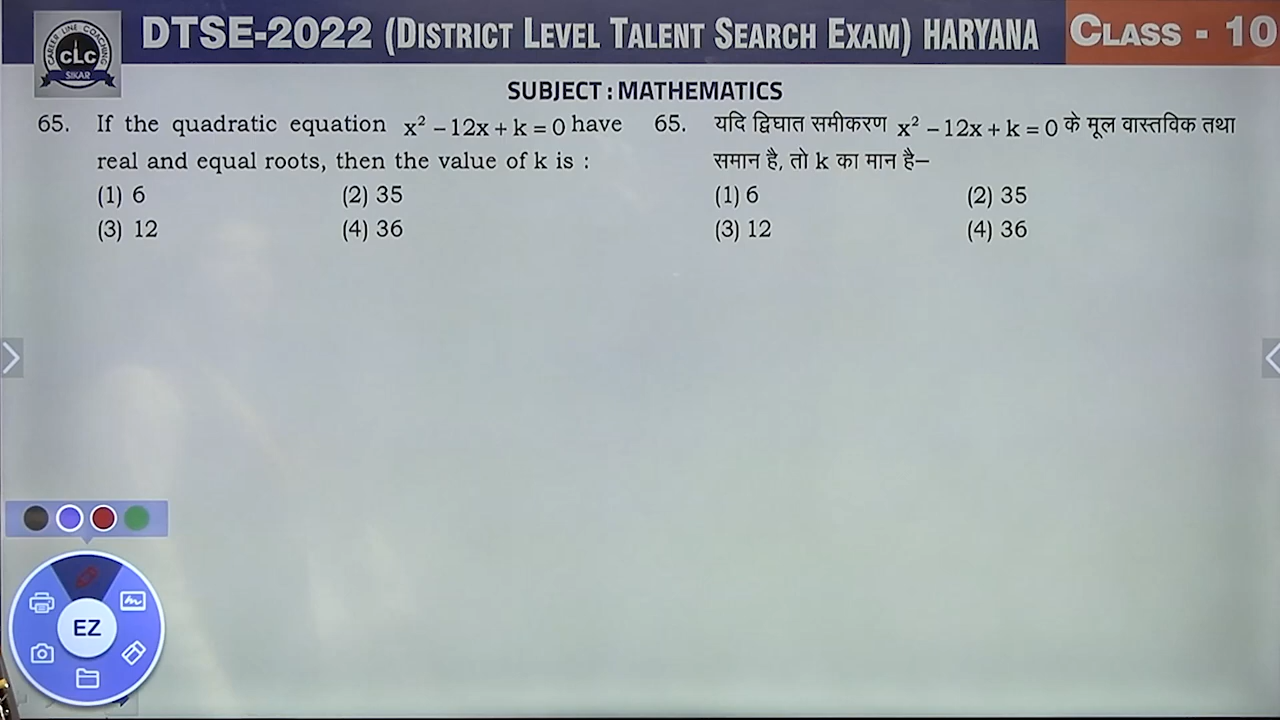 CAREER LINE COACHING
CLC
SIKAR
DTSE-2022 (DISTRICT LEVEL TALENT SEARCH EXAM) HARYANA
CLASS - 10
SUBJECT : MATHEMATICS
65. If the quadratic equation x² – 12x + k = 0 have
real and equal roots, then the value of k is :
(1) 6 (2) 35
(3) 12 (4) 36
65. यदि द्विघात समीकरण x² – 12x + k = 0 के मूल वास्तविक तथा
समान है, तो k का मान है–
(1) 6 (2) 35
(3) 12 (4) 36
EZ